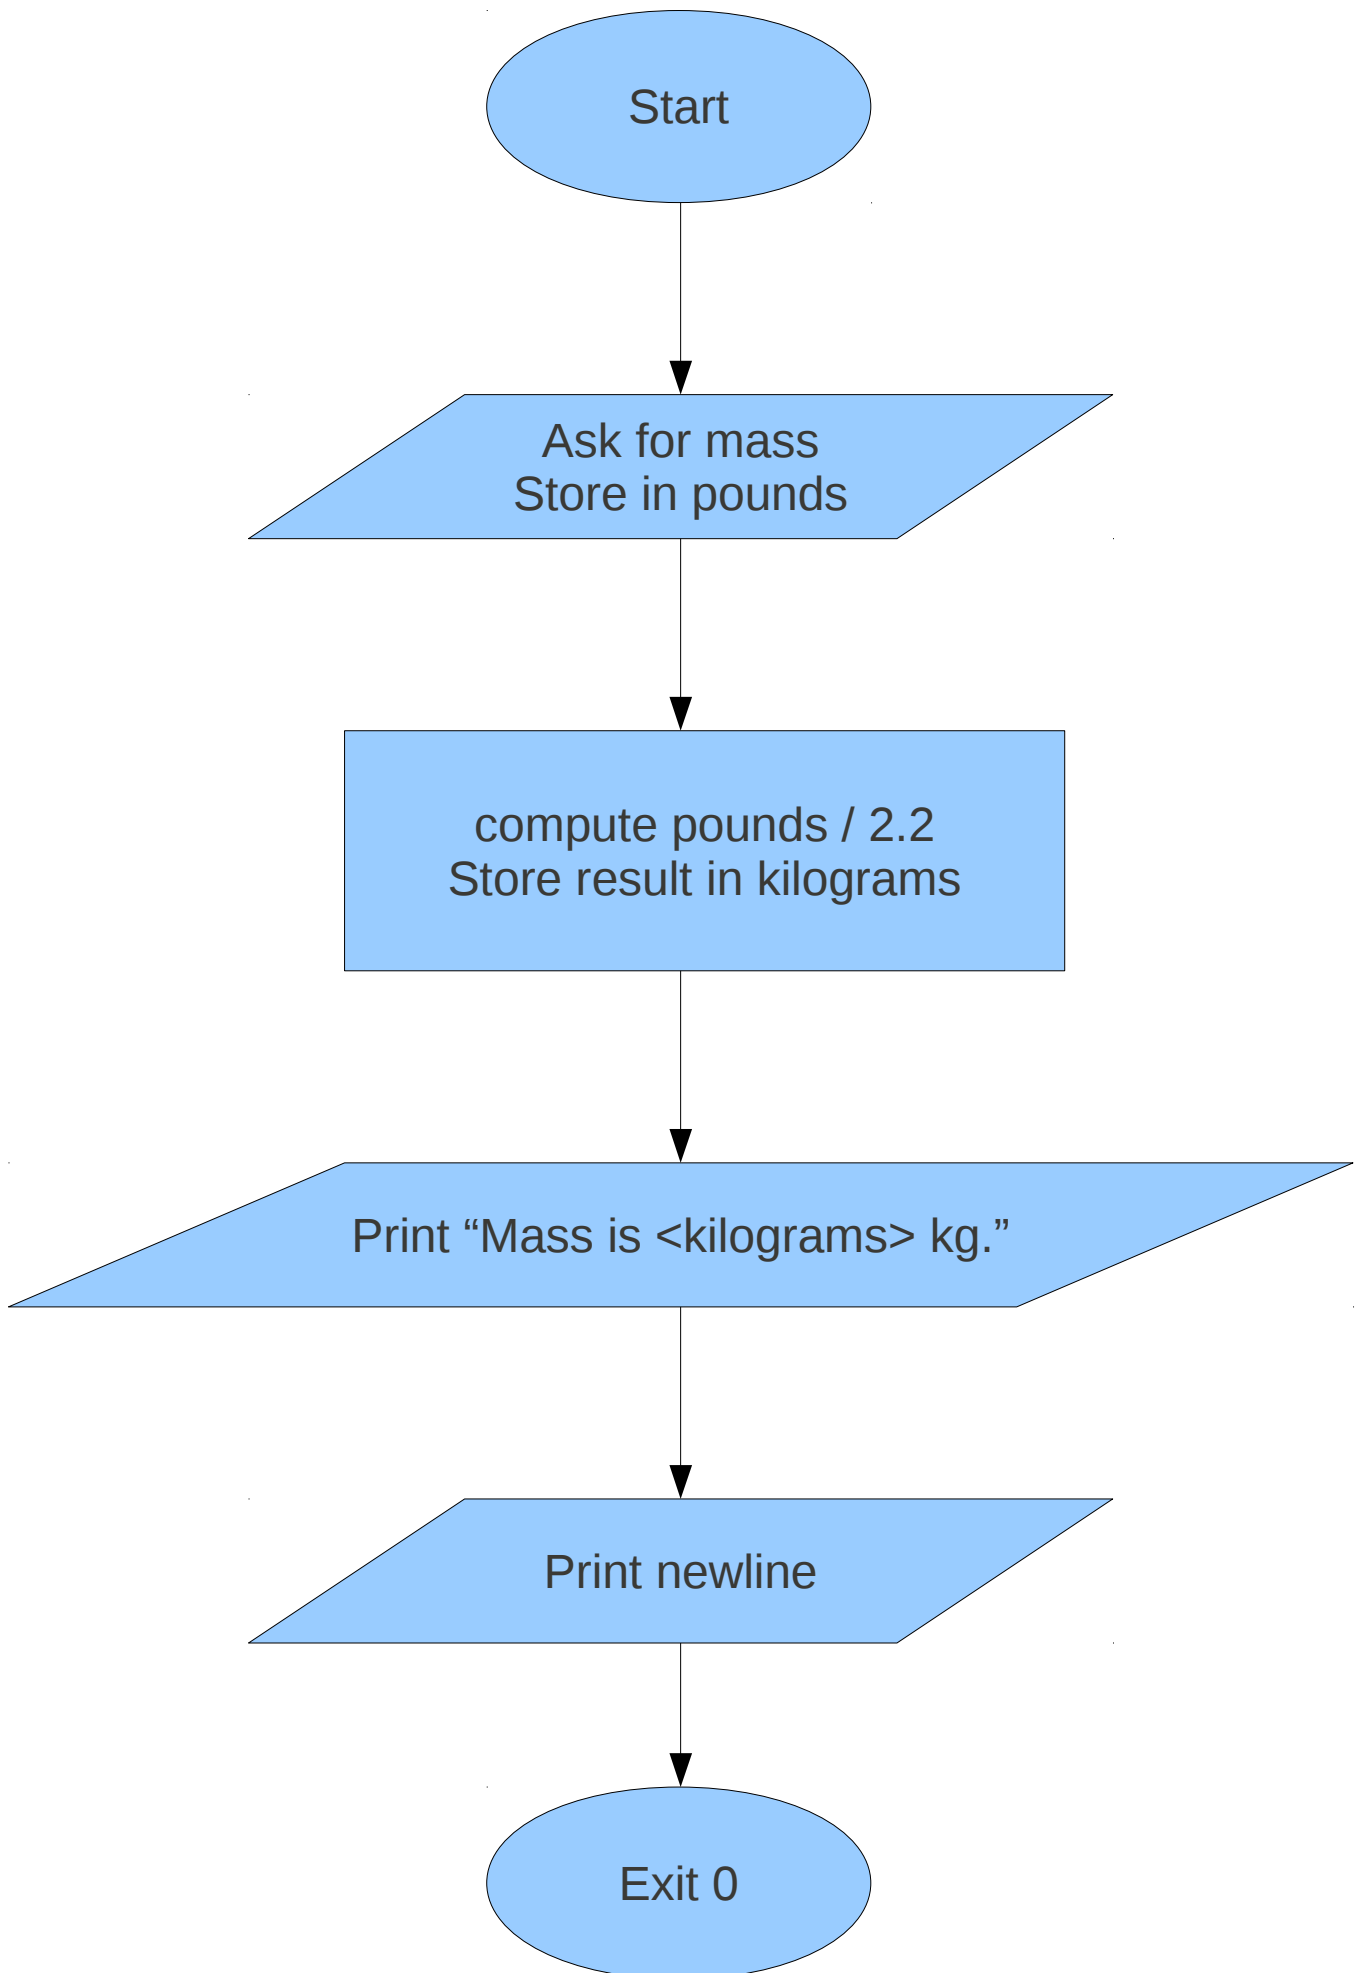 Start
Ask for mass
Store in pounds
compute pounds / 2.2
Store result in kilograms
Print “Mass is <kilograms> kg.”
Print newline
Exit 0